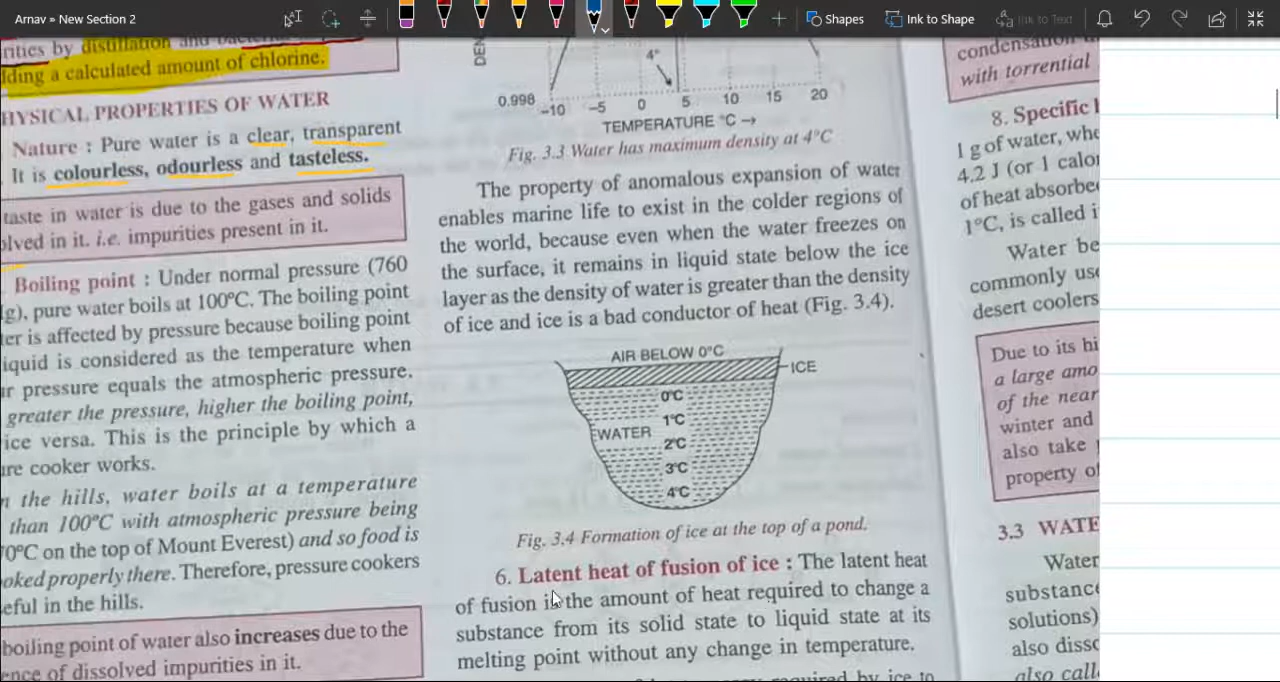 Arnav » New Section 2
Shapes
Ink to Shape
Ink to Text
rities by distillation and
lding a calculated amount of chlorine.
HYSICAL PROPERTIES OF WATER
Nature : Pure water is a clear, transparent
It is colourless, odourless and tasteless.
taste in water is due to the gases and solids
olved in it. i.e. impurities present in it.
Boiling point : Under normal pressure (760
lg), pure water boils at 100°C. The boiling point
ter is affected by pressure because boiling point
iquid is considered as the temperature when
ur pressure equals the atmospheric pressure.
greater the pressure, higher the boiling point,
ice versa. This is the principle by which a
ure cooker works.
n the hills, water boils at a temperature
than 100°C with atmospheric pressure being
70°C on the top of Mount Everest) and so food is
oked properly there. Therefore, pressure cookers
eful in the hills.
boiling point of water also increases due to the
ence of dissolved impurities in it.
DEN
4°
0.998
-10 -5 0 5 10 15 20
TEMPERATURE °C →
Fig. 3.3 Water has maximum density at 4°C
The property of anomalous expansion of water
enables marine life to exist in the colder regions of
the world, because even when the water freezes on
the surface, it remains in liquid state below the ice
layer as the density of water is greater than the density
of ice and ice is a bad conductor of heat (Fig. 3.4).
AIR BELOW 0°C
ICE
0°C
1°C
WATER
2°C
3°C
4°C
Fig. 3.4 Formation of ice at the top of a pond.
6. Latent heat of fusion of ice : The latent heat
of fusion is the amount of heat required to change a
substance from its solid state to liquid state at its
melting point without any change in temperature.
required by ice to
condensation
with torrential
8. Specific
1 g of water, whe
4.2 J (or 1 calor
of heat absorbe
1°C, is called i
Water be
commonly use
desert coolers
Due to its hi
a large amo
of the near
winter and
also take
property of
3.3 WATE
Water
substance
solutions)
also disso
also call